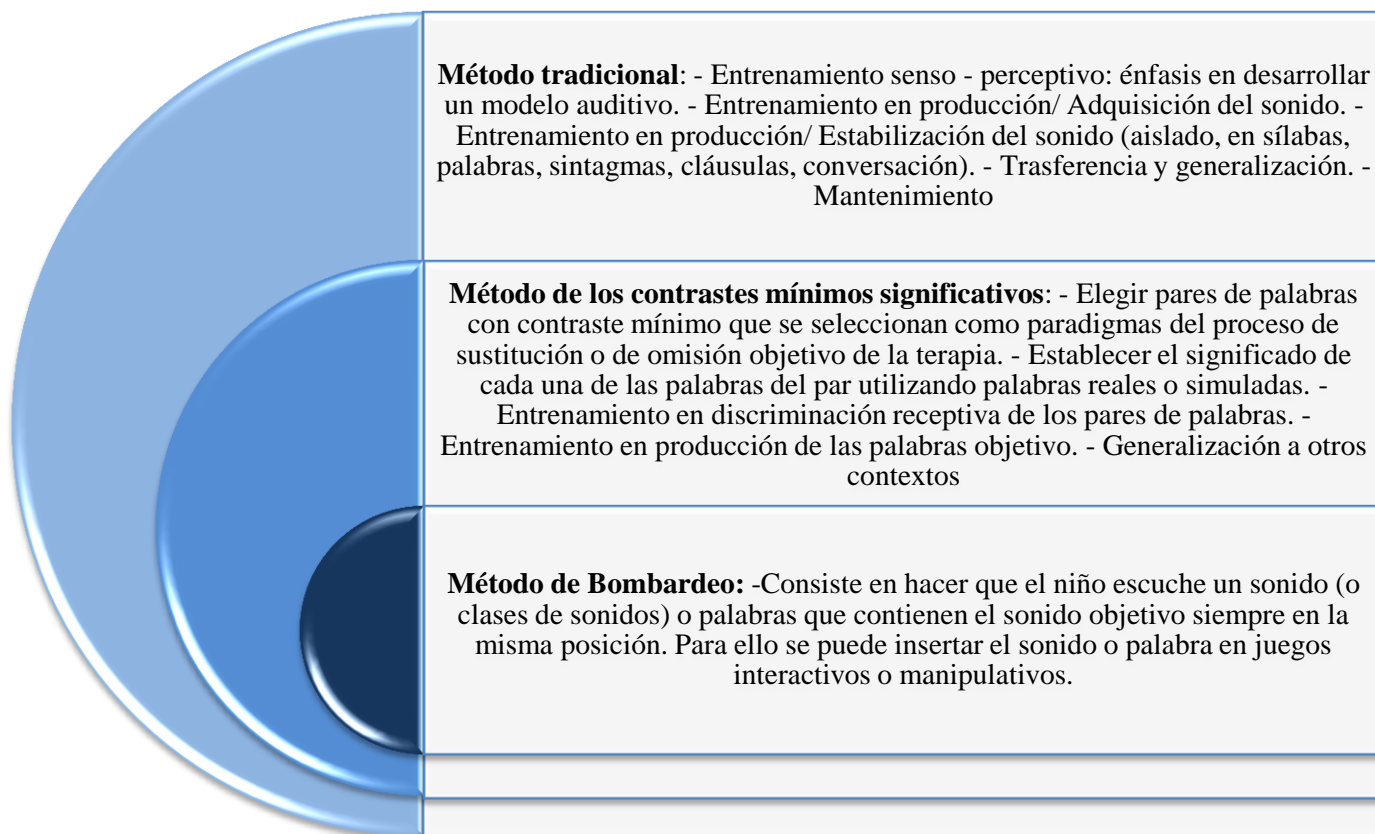 Método tradicional: - Entrenamiento senso - perceptivo: énfasis en desarrollar
un modelo auditivo. - Entrenamiento en producción/ Adquisición del sonido. -
Entrenamiento en producción/ Estabilización del sonido (aislado, en sílabas,
palabras, sintagmas, cláusulas, conversación). - Trasferencia y generalización. -
Mantenimiento
Método de los contrastes mínimos significativos: - Elegir pares de palabras
con contraste mínimo que se seleccionan como paradigmas del proceso de
sustitución o de omisión objetivo de la terapia. - Establecer el significado de
cada una de las palabras del par utilizando palabras reales o simuladas. -
Entrenamiento en discriminación receptiva de los pares de palabras. -
Entrenamiento en producción de las palabras objetivo. - Generalización a otros
contextos
Método de Bombardeo: -Consiste en hacer que el niño escuche un sonido (o
clases de sonidos) o palabras que contienen el sonido objetivo siempre en la
misma posición. Para ello se puede insertar el sonido o palabra en juegos
interactivos o manipulativos.